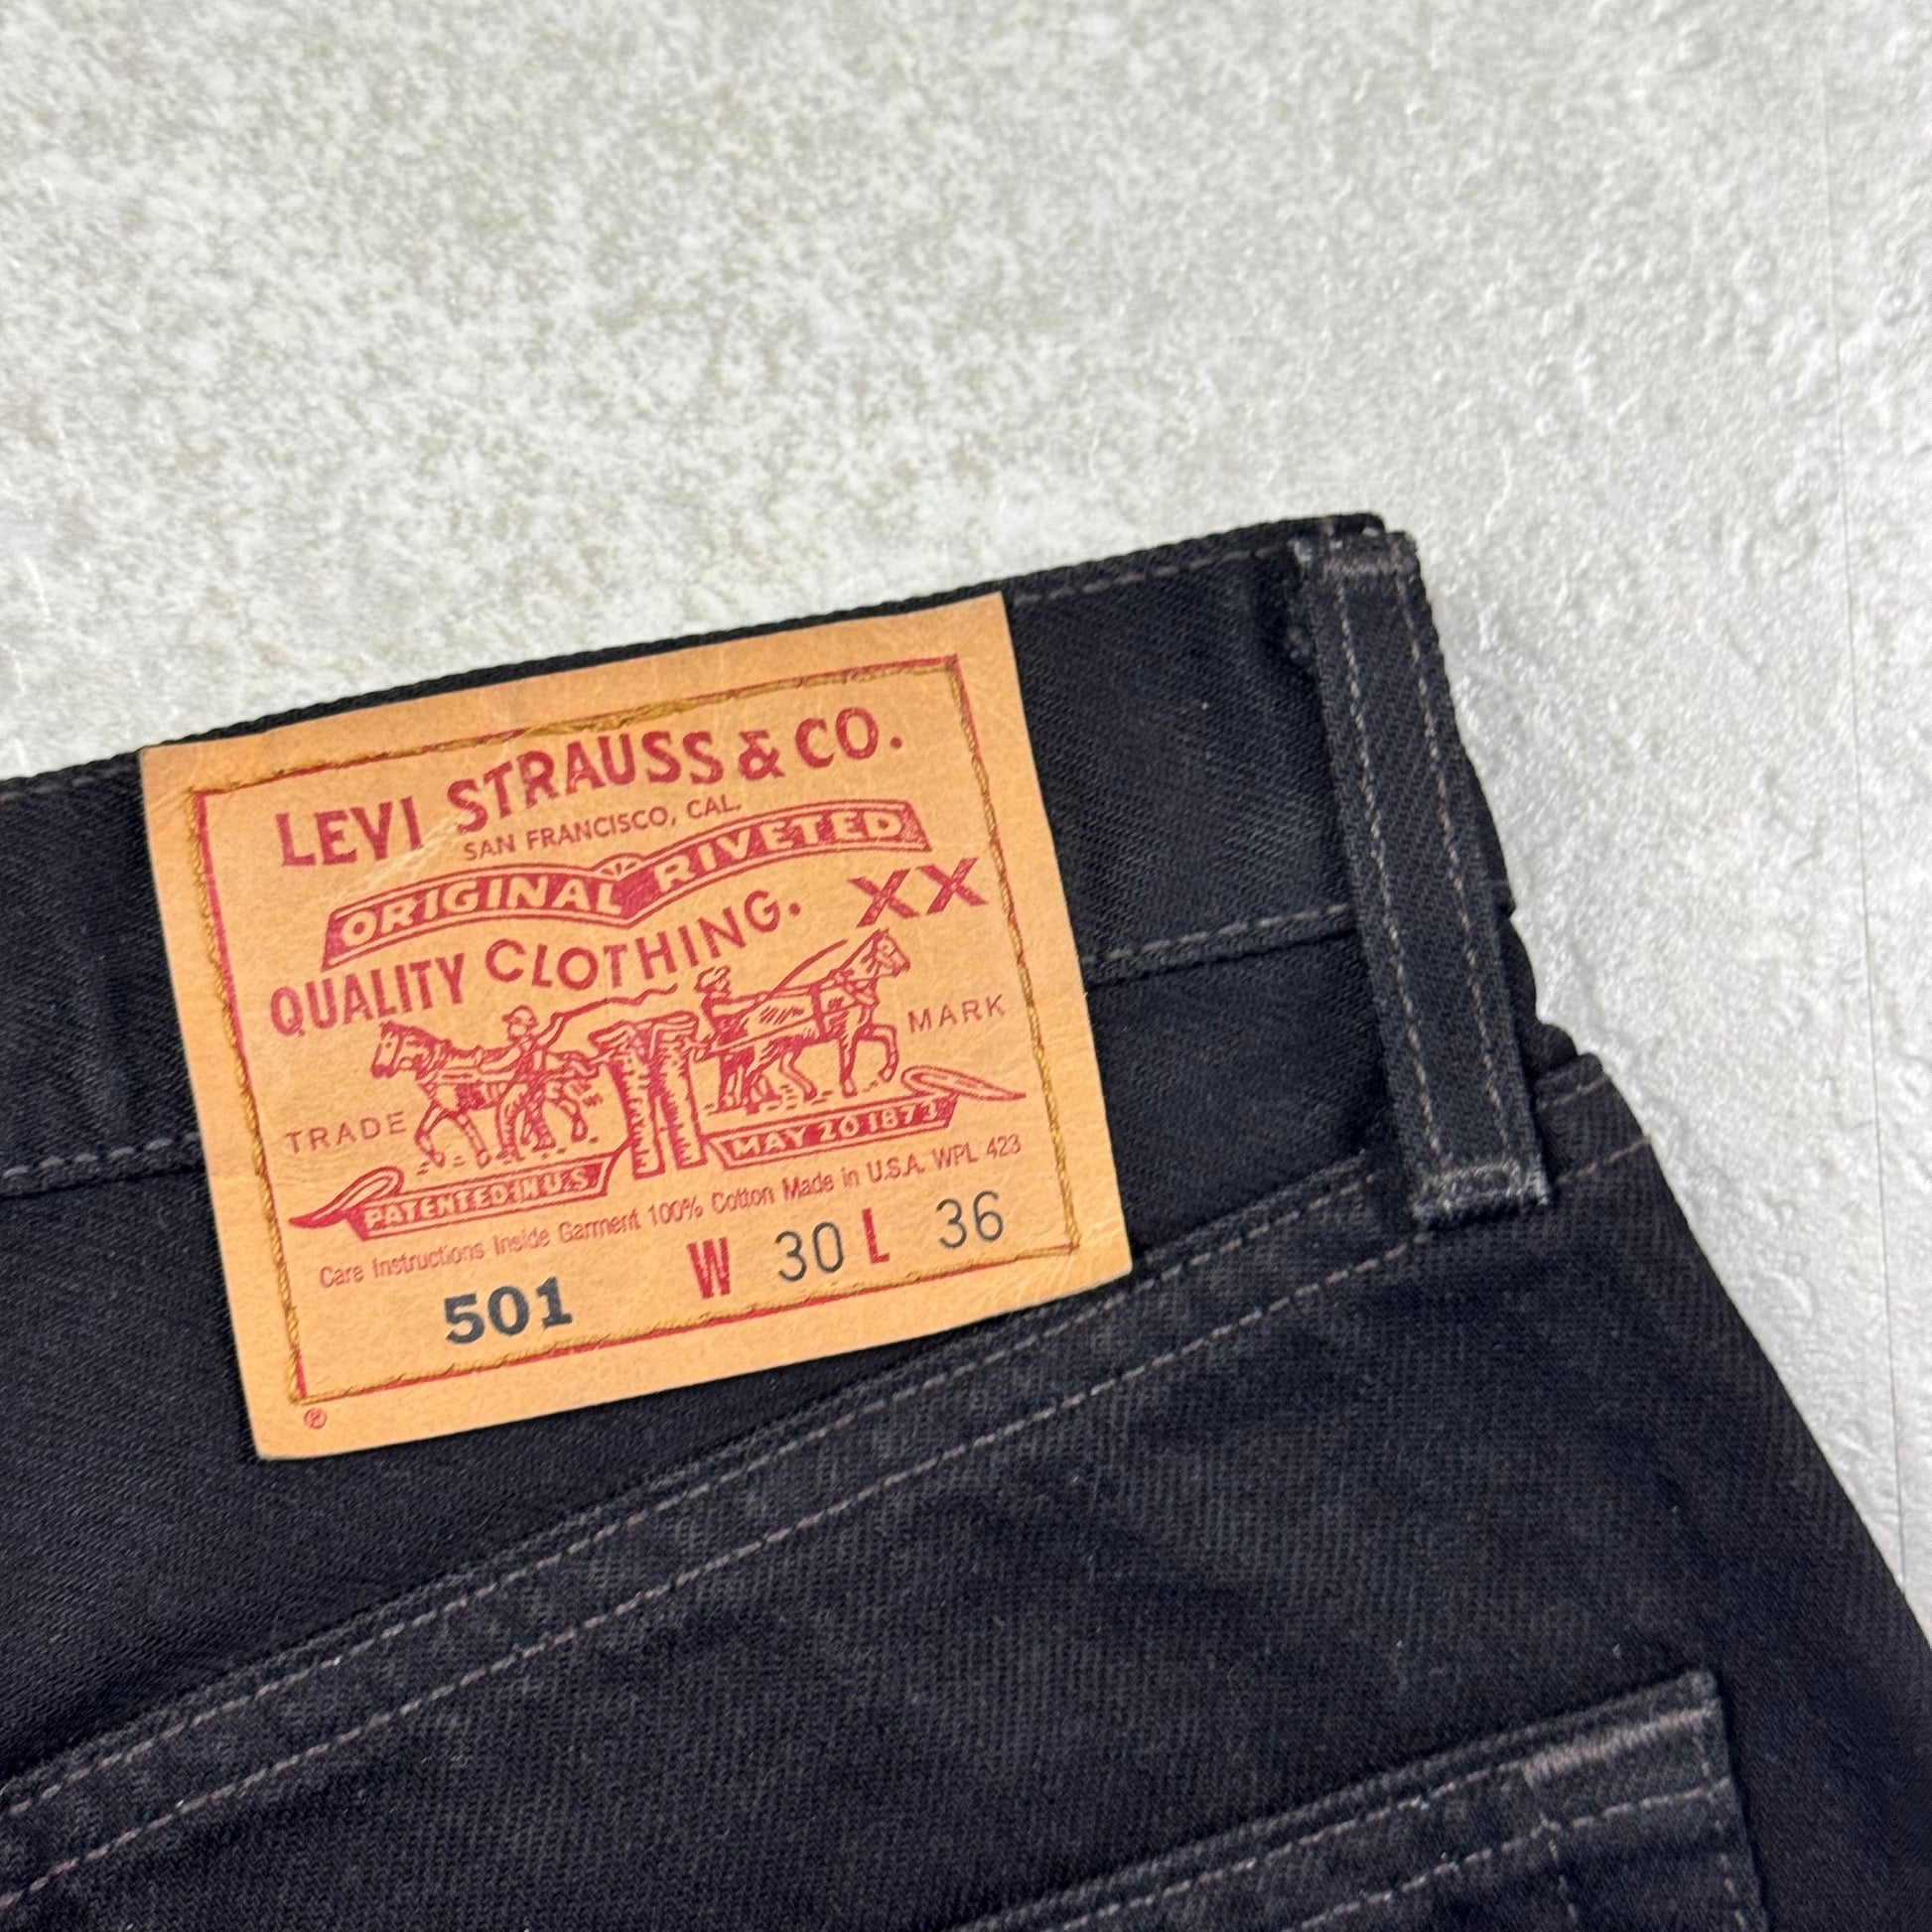 LEVI STRAUSS & CO.
SAN FRANCISCO, CAL.
ORIGINAL RIVETED
QUALITY CLOTHING. XX
TRADE MARK
PATENTED IN U.S
MAY 20 1873
Care Instructions Inside Garment 100% Cotton Made in U.S.A. WPL 423
501 W 30 L 36
®